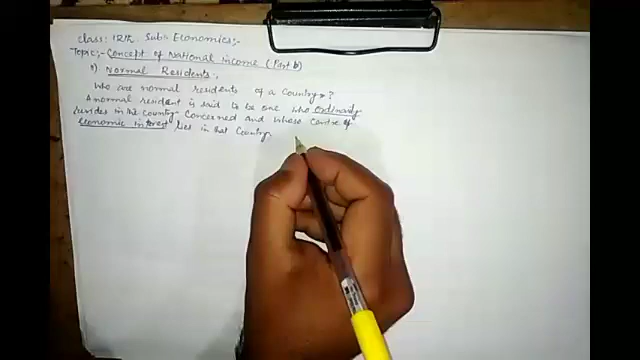 Class: 12th Sub:- Economics:-
Topic:- Concept of National income (Part b)
Normal Residents:-
Who are normal residents of a Country?
A normal resident is said to be one who ordinarily
resides in the country Concerned and whose Centre of
economic interest lies in that Country.